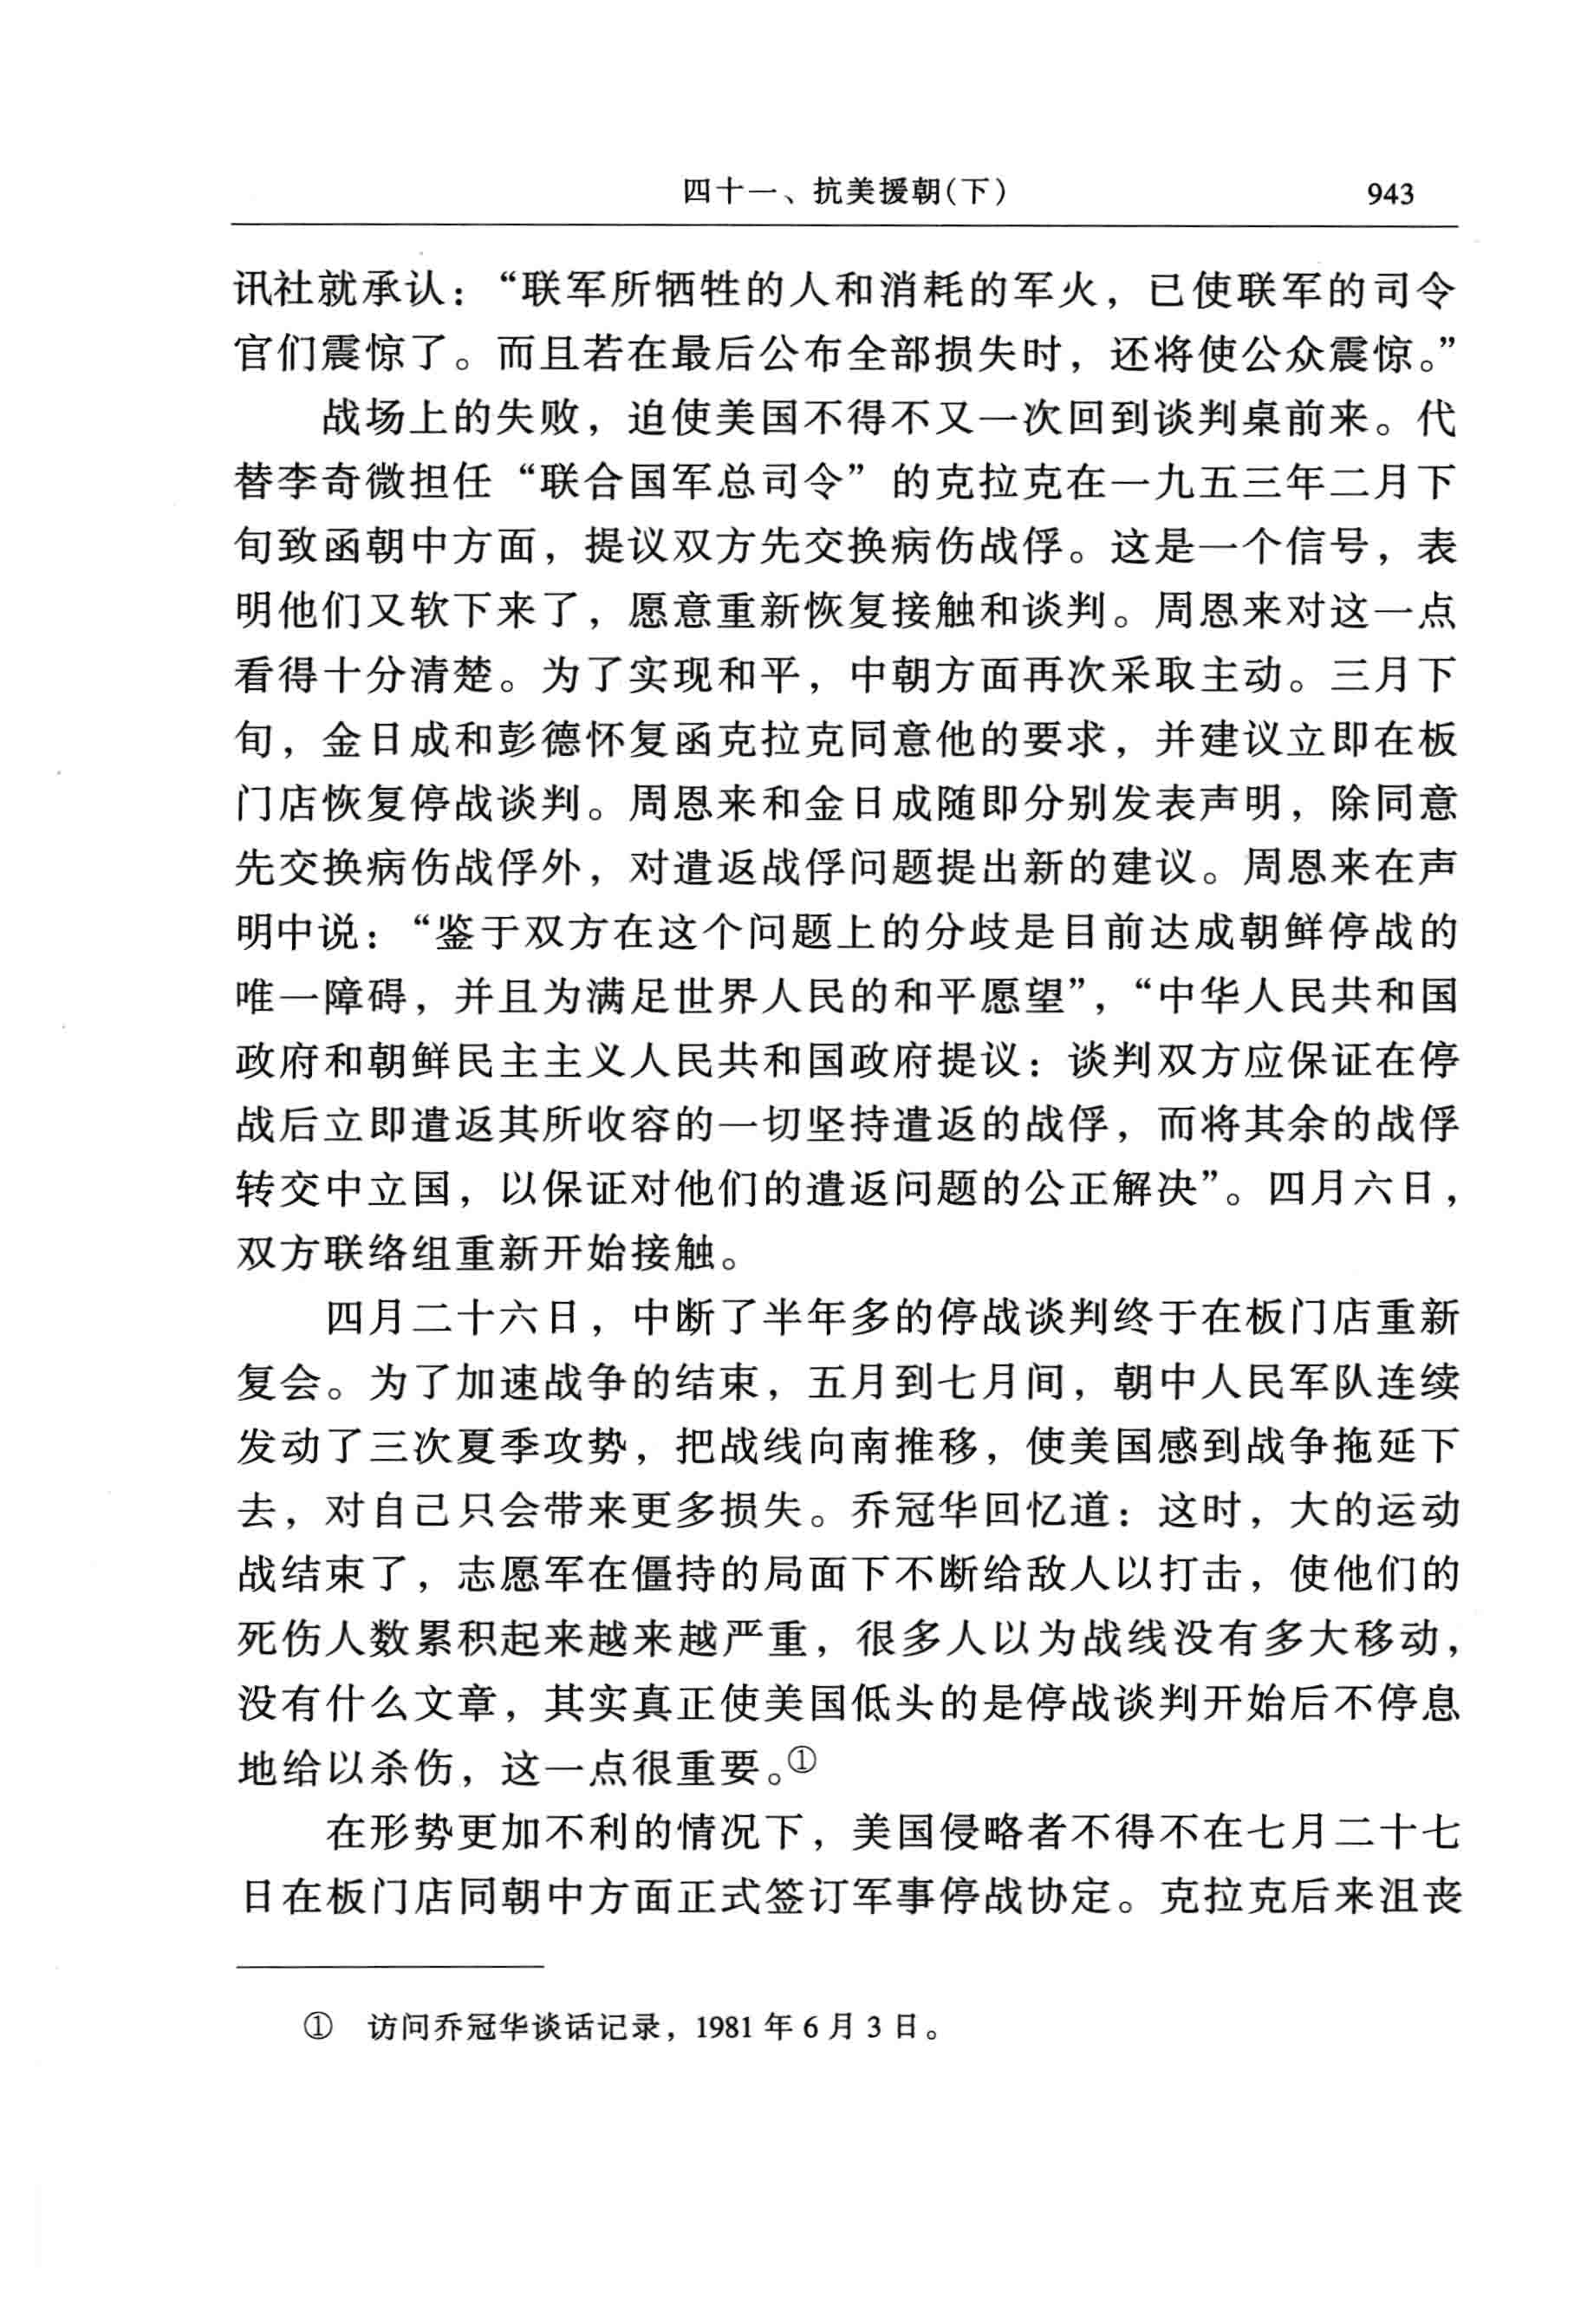 四十一、抗美援朝(下)　943
讯社就承认：“联军所牺牲的人和消耗的军火，已使联军的司令
官们震惊了。而且若在最后公布全部损失时，还将使公众震惊。”
战场上的失败，迫使美国不得不又一次回到谈判桌前来。代
替李奇微担任“联合国军总司令”的克拉克在一九五三年二月下
旬致函朝中方面，提议双方先交换病伤战俘。这是一个信号，表
明他们又软下来了，愿意重新恢复接触和谈判。周恩来对这一点
看得十分清楚。为了实现和平，中朝方面再次采取主动。三月下
旬，金日成和彭德怀复函克拉克同意他的要求，并建议立即在板
门店恢复停战谈判。周恩来和金日成随即分别发表声明，除同意
先交换病伤战俘外，对遣返战俘问题提出新的建议。周恩来在声
明中说：“鉴于双方在这个问题上的分歧是目前达成朝鲜停战的
唯一障碍，并且为满足世界人民的和平愿望”，“中华人民共和国
政府和朝鲜民主主义人民共和国政府提议：谈判双方应保证在停
战后立即遣返其所收容的一切坚持遣返的战俘，而将其余的战俘
转交中立国，以保证对他们的遣返问题的公正解决”。四月六日，
双方联络组重新开始接触。
四月二十六日，中断了半年多的停战谈判终于在板门店重新
复会。为了加速战争的结束，五月到七月间，朝中人民军队连续
发动了三次夏季攻势，把战线向南推移，使美国感到战争拖延下
去，对自己只会带来更多损失。乔冠华回忆道：这时，大的运动
战结束了，志愿军在僵持的局面下不断给敌人以打击，使他们的
死伤人数累积起来越来越严重，很多人以为战线没有多大移动，
没有什么文章，其实真正使美国低头的是停战谈判开始后不停息
地给以杀伤，这一点很重要。①
在形势更加不利的情况下，美国侵略者不得不在七月二十七
日在板门店同朝中方面正式签订军事停战协定。克拉克后来沮丧
①　访问乔冠华谈话记录，1981 年 6 月 3 日。